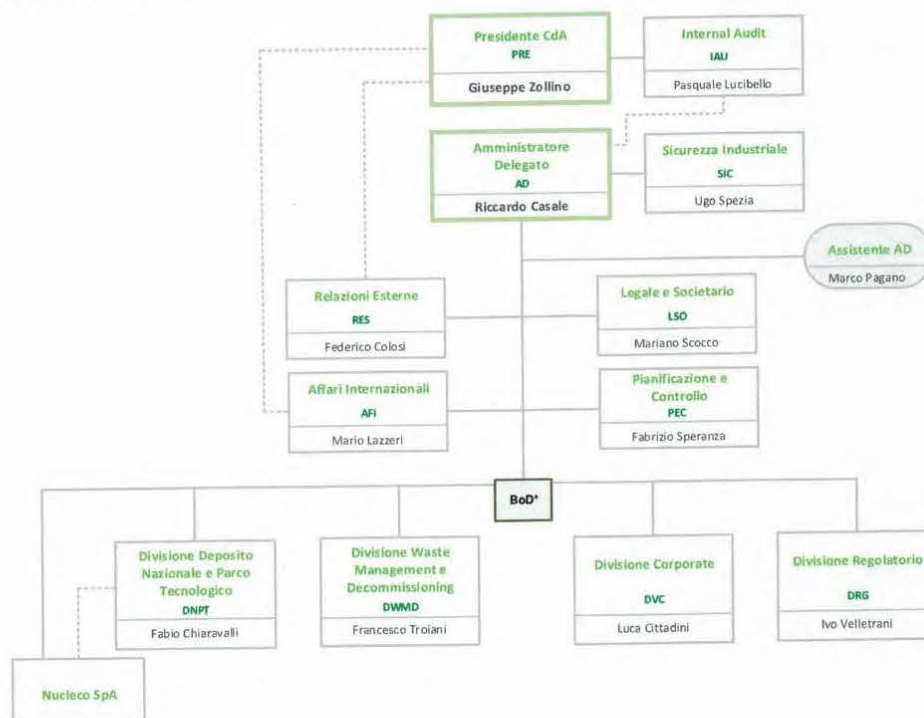 Presidente CdA
PRE
Giuseppe Zollino
Internal Audit
IAU
Pasquale Lucibello
Amministratore
Delegato
AD
Riccardo Casale
Sicurezza Industriale
SIC
Ugo Spezia
Assistente AD
Marco Pagano
Relazioni Esterne
RES
Federico Colosi
Legale e Societario
LSO
Mariano Scocco
Affari Internazionali
AFI
Mario Lazzeri
Pianificazione e
Controllo
PEC
Fabrizio Speranza
BoD*
Divisione Deposito
Nazionale e Parco
Tecnologico
DNPT
Fabio Chiaravalli
Divisione Waste
Management e
Decommissioning
DWMD
Francesco Troiani
Divisione Corporate
DVC
Luca Cittadini
Divisione Regolatorio
DRG
Ivo Velletrani
Nucleco SpA